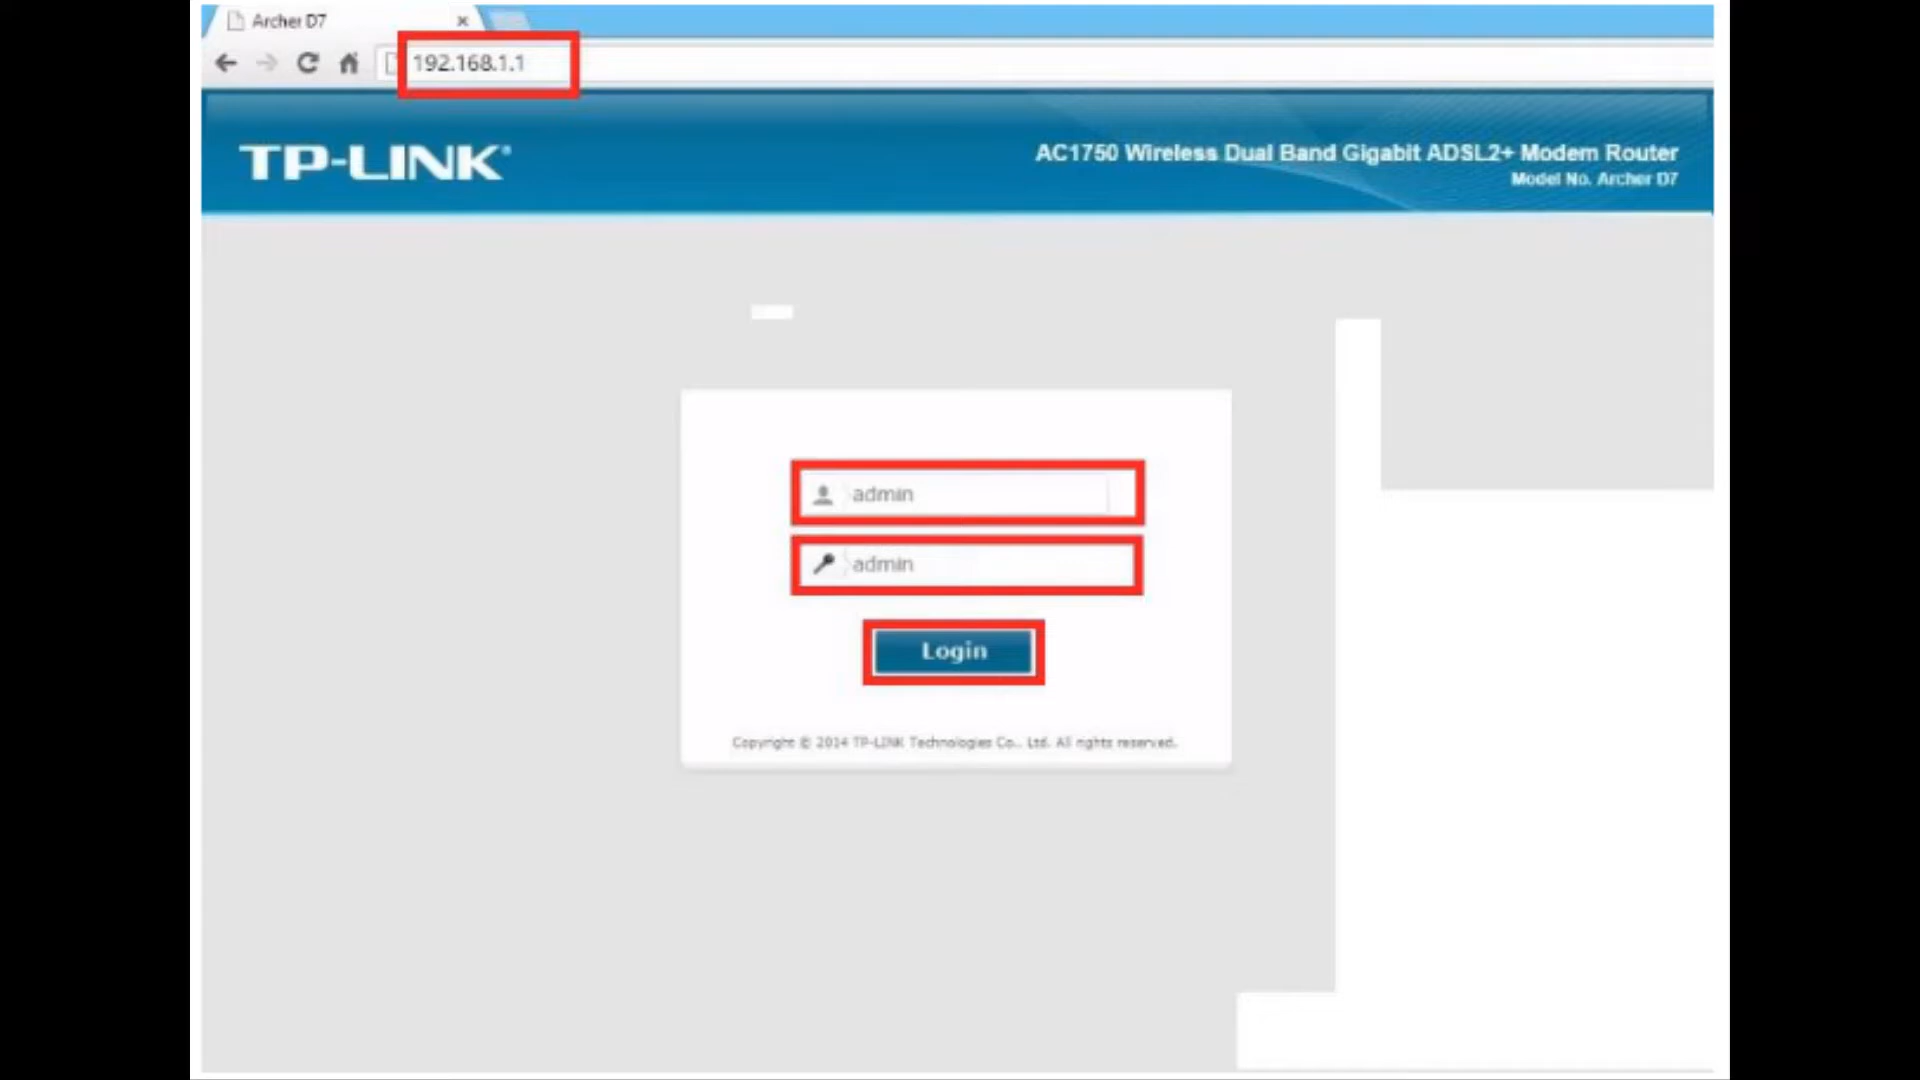 Archer D7
192.168.1.1
TP-LINK®
AC1750 Wireless Dual Band Gigabit ADSL2+ Modem Router
Model No. Archer D7
admin
admin
Login
Copyright © 2014 TP-LINK Technologies Co., Ltd. All rights reserved.